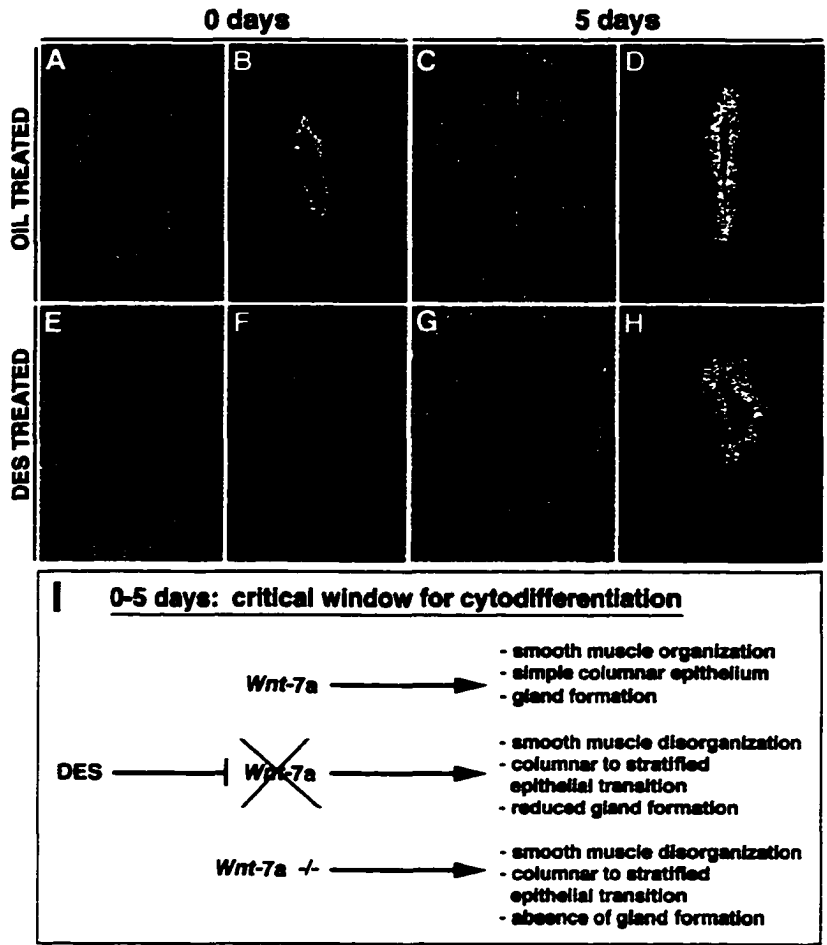 0 days 5 days
OIL TREATED
A B C D
DES TREATED
E F G H
I 0-5 days: critical window for cytodifferentiation
Wnt-7a
- smooth muscle organization
- simple columnar epithelium
- gland formation
DES Wnt-7a
- smooth muscle disorganization
- columnar to stratified
epithelial transition
- reduced gland formation
Wnt-7a -/-
- smooth muscle disorganization
- columnar to stratified
epithelial transition
- absence of gland formation